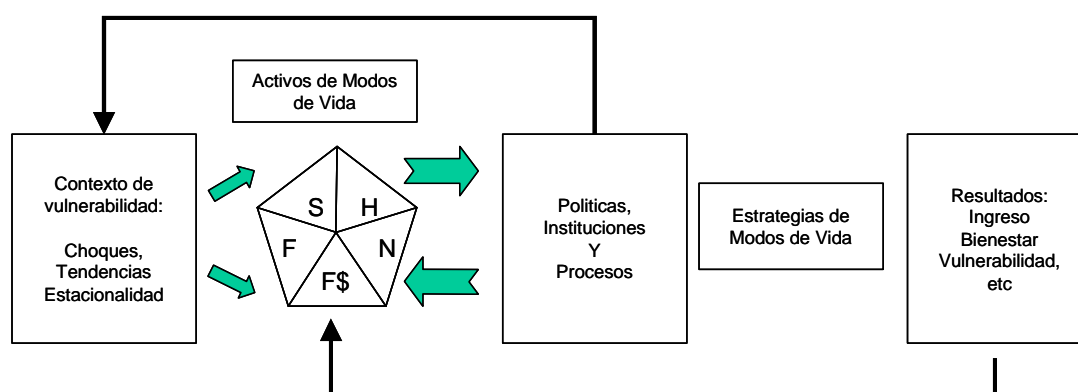 Activos de Modos
de Vida
Contexto de
vulnerabilidad:
Choques,
Tendencias
Estacionalidad
S
H
F
N
F$
Politicas,
Instituciones
Y
Procesos
Estrategias de
Modos de Vida
Resultados:
Ingreso
Bienestar
Vulnerabilidad,
etc